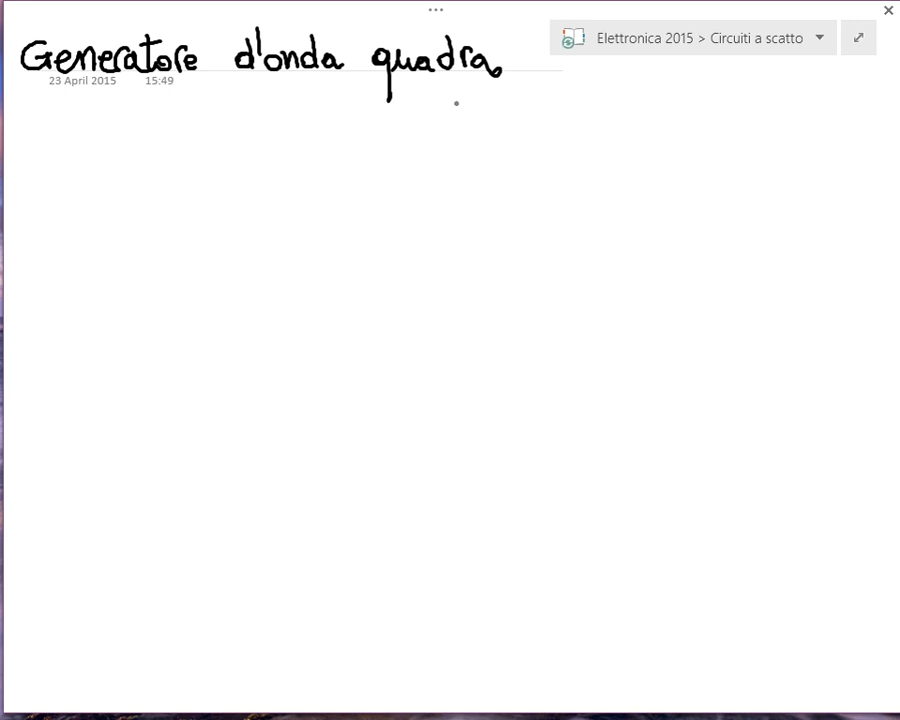 Generatore d'onda quadra
Elettronica 2015 > Circuiti a scatto
23 April 2015 15:49